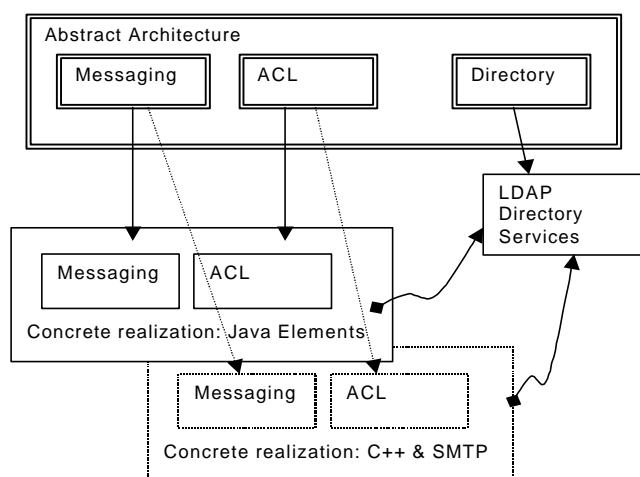 Abstract Architecture
Messaging
ACL
Directory
LDAP
Directory
Services
Messaging
ACL
Concrete realization: Java Elements
Messaging
ACL
Concrete realization: C++ & SMTP